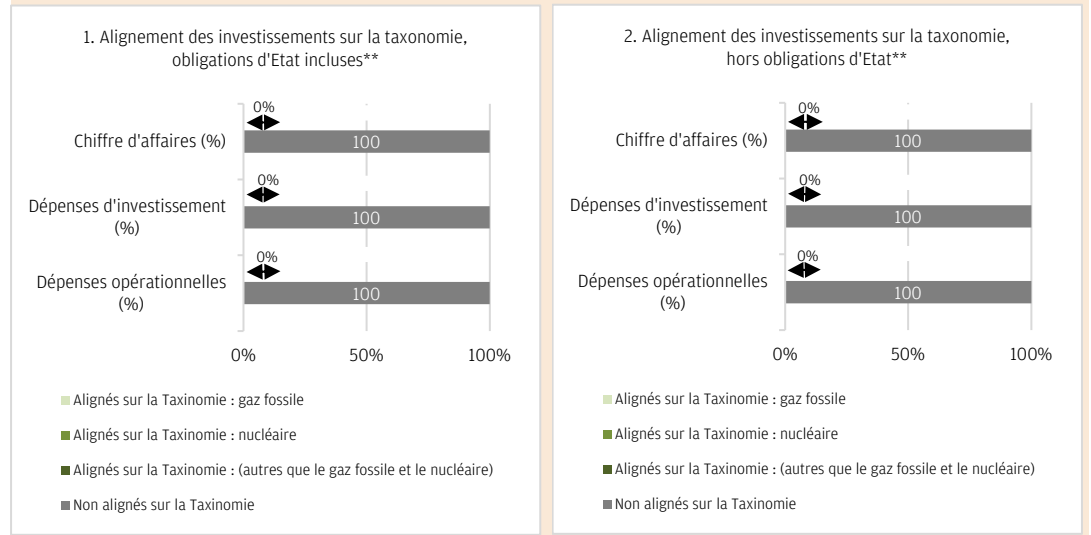 1. Alignement des investissements sur la taxonomie,
obligations d'Etat incluses**
0%
Chiffre d'affaires (%)
100
0%
Dépenses d'investissement
(%)
100
0%
Dépenses opérationnelles
(%)
100
0%
50%
100%
Alignés sur la Taxinomie : gaz fossile
Alignés sur la Taxinomie : nucléaire
Alignés sur la Taxinomie : (autres que le gaz fossile et le nucléaire)
Non alignés sur la Taxinomie
2. Alignement des investissements sur la taxonomie,
hors obligations d'Etat**
0%
Chiffre d'affaires (%)
100
0%
Dépenses d'investissement
(%)
100
0%
Dépenses opérationnelles
(%)
100
0%
50%
100%
Alignés sur la Taxinomie : gaz fossile
Alignés sur la Taxinomie : nucléaire
Alignés sur la Taxinomie : (autres que le gaz fossile et le nucléaire)
Non alignés sur la Taxinomie